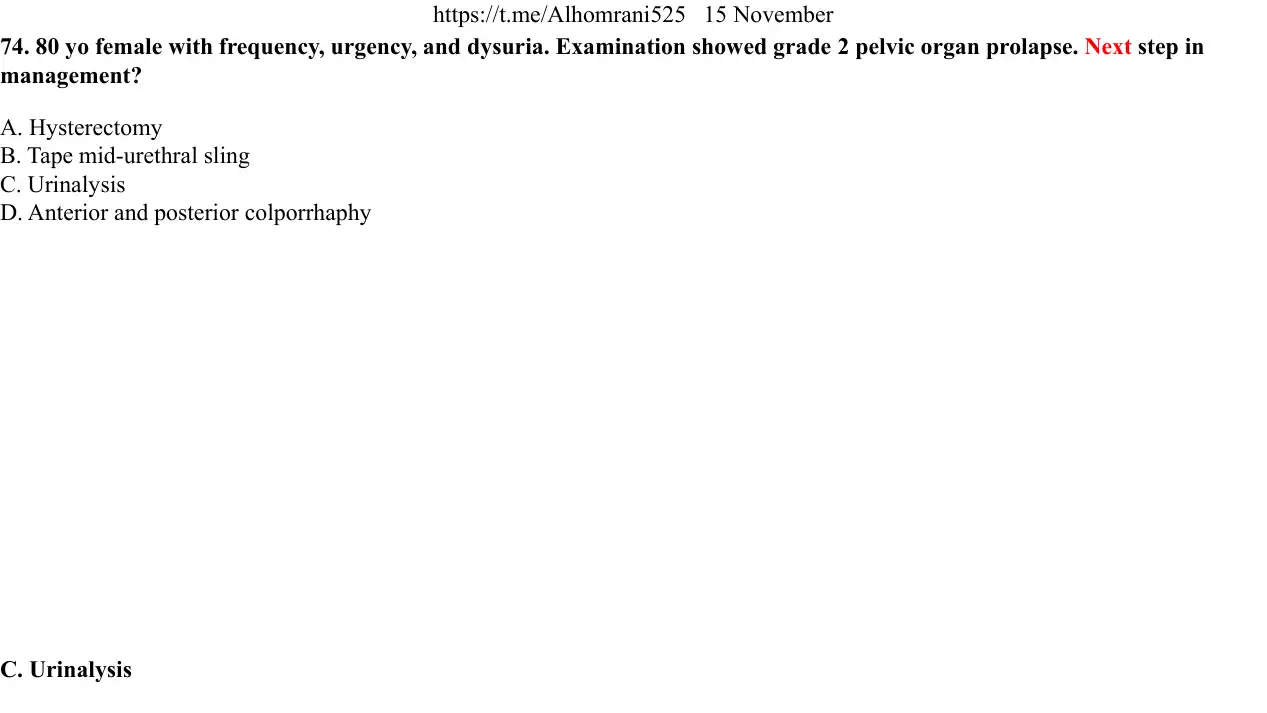 https://t.me/Alhomrani525 15 November
74. 80 yo female with frequency, urgency, and dysuria. Examination showed grade 2 pelvic organ prolapse. Next step in
management?
A. Hysterectomy
B. Tape mid-urethral sling
C. Urinalysis
D. Anterior and posterior colporrhaphy
C. Urinalysis